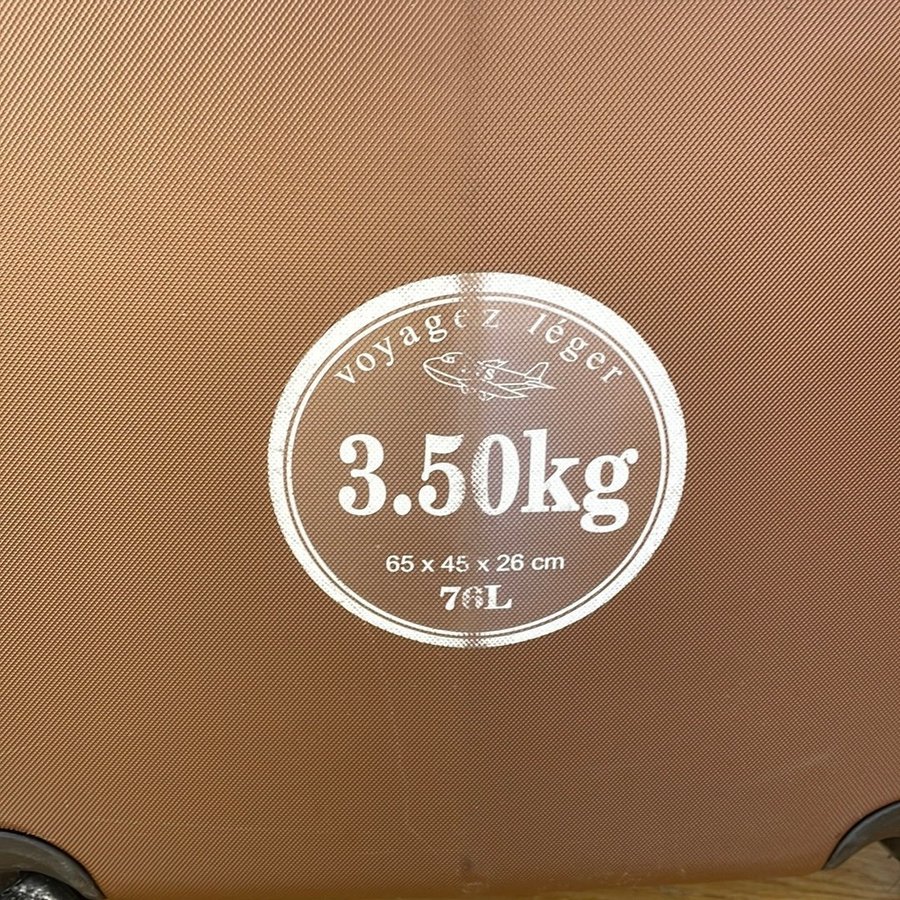 voyagez léger
s
3.50kg
65 x 45 x 26 cm
76L